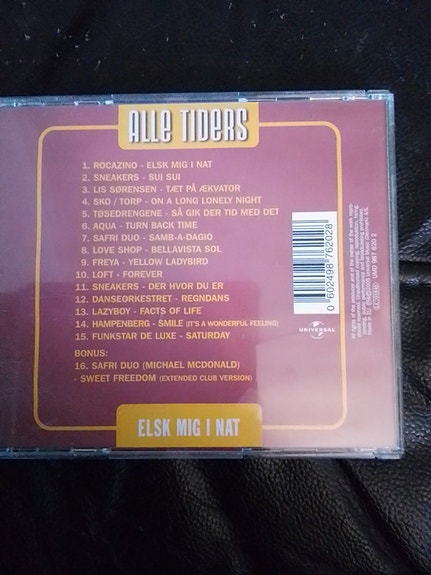 Alle Tiders
1. ROCAZINO - ELSK MIG I NAT
2. SNEAKERS - SUI SUI
3. LIS SØRENSEN - TÆT PÅ ÆKVATOR
4. SKO / TORP - ON A LONG LONELY NIGHT
5. TØSEDRENGENE - SÅ GIK DER TID MED DET
6. AQUA - TURN BACK TIME
7. SAFRI DUO - SAMB-A-DAGIO
8. LOVE SHOP - BELLAVISTA SOL
9. FREYA - YELLOW LADYBIRD
10. LOFT - FOREVER
11. SNEAKERS - DER HVOR DU ER
12. DANSEORKESTRET - REGNDANS
13. LAZYBOY - FACTS OF LIFE
14. HAMPENBERG - SMILE (IT'S A WONDERFUL FEELING)
15. FUNKSTAR DE LUXE - SATURDAY
BONUS:
16. SAFRI DUO (MICHAEL MCDONALD)
- SWEET FREEDOM (EXTENDED CLUB VERSION)
ELSK MIG I NAT
0 602498 762028
UNIVERSAL
UMD 987 620 2